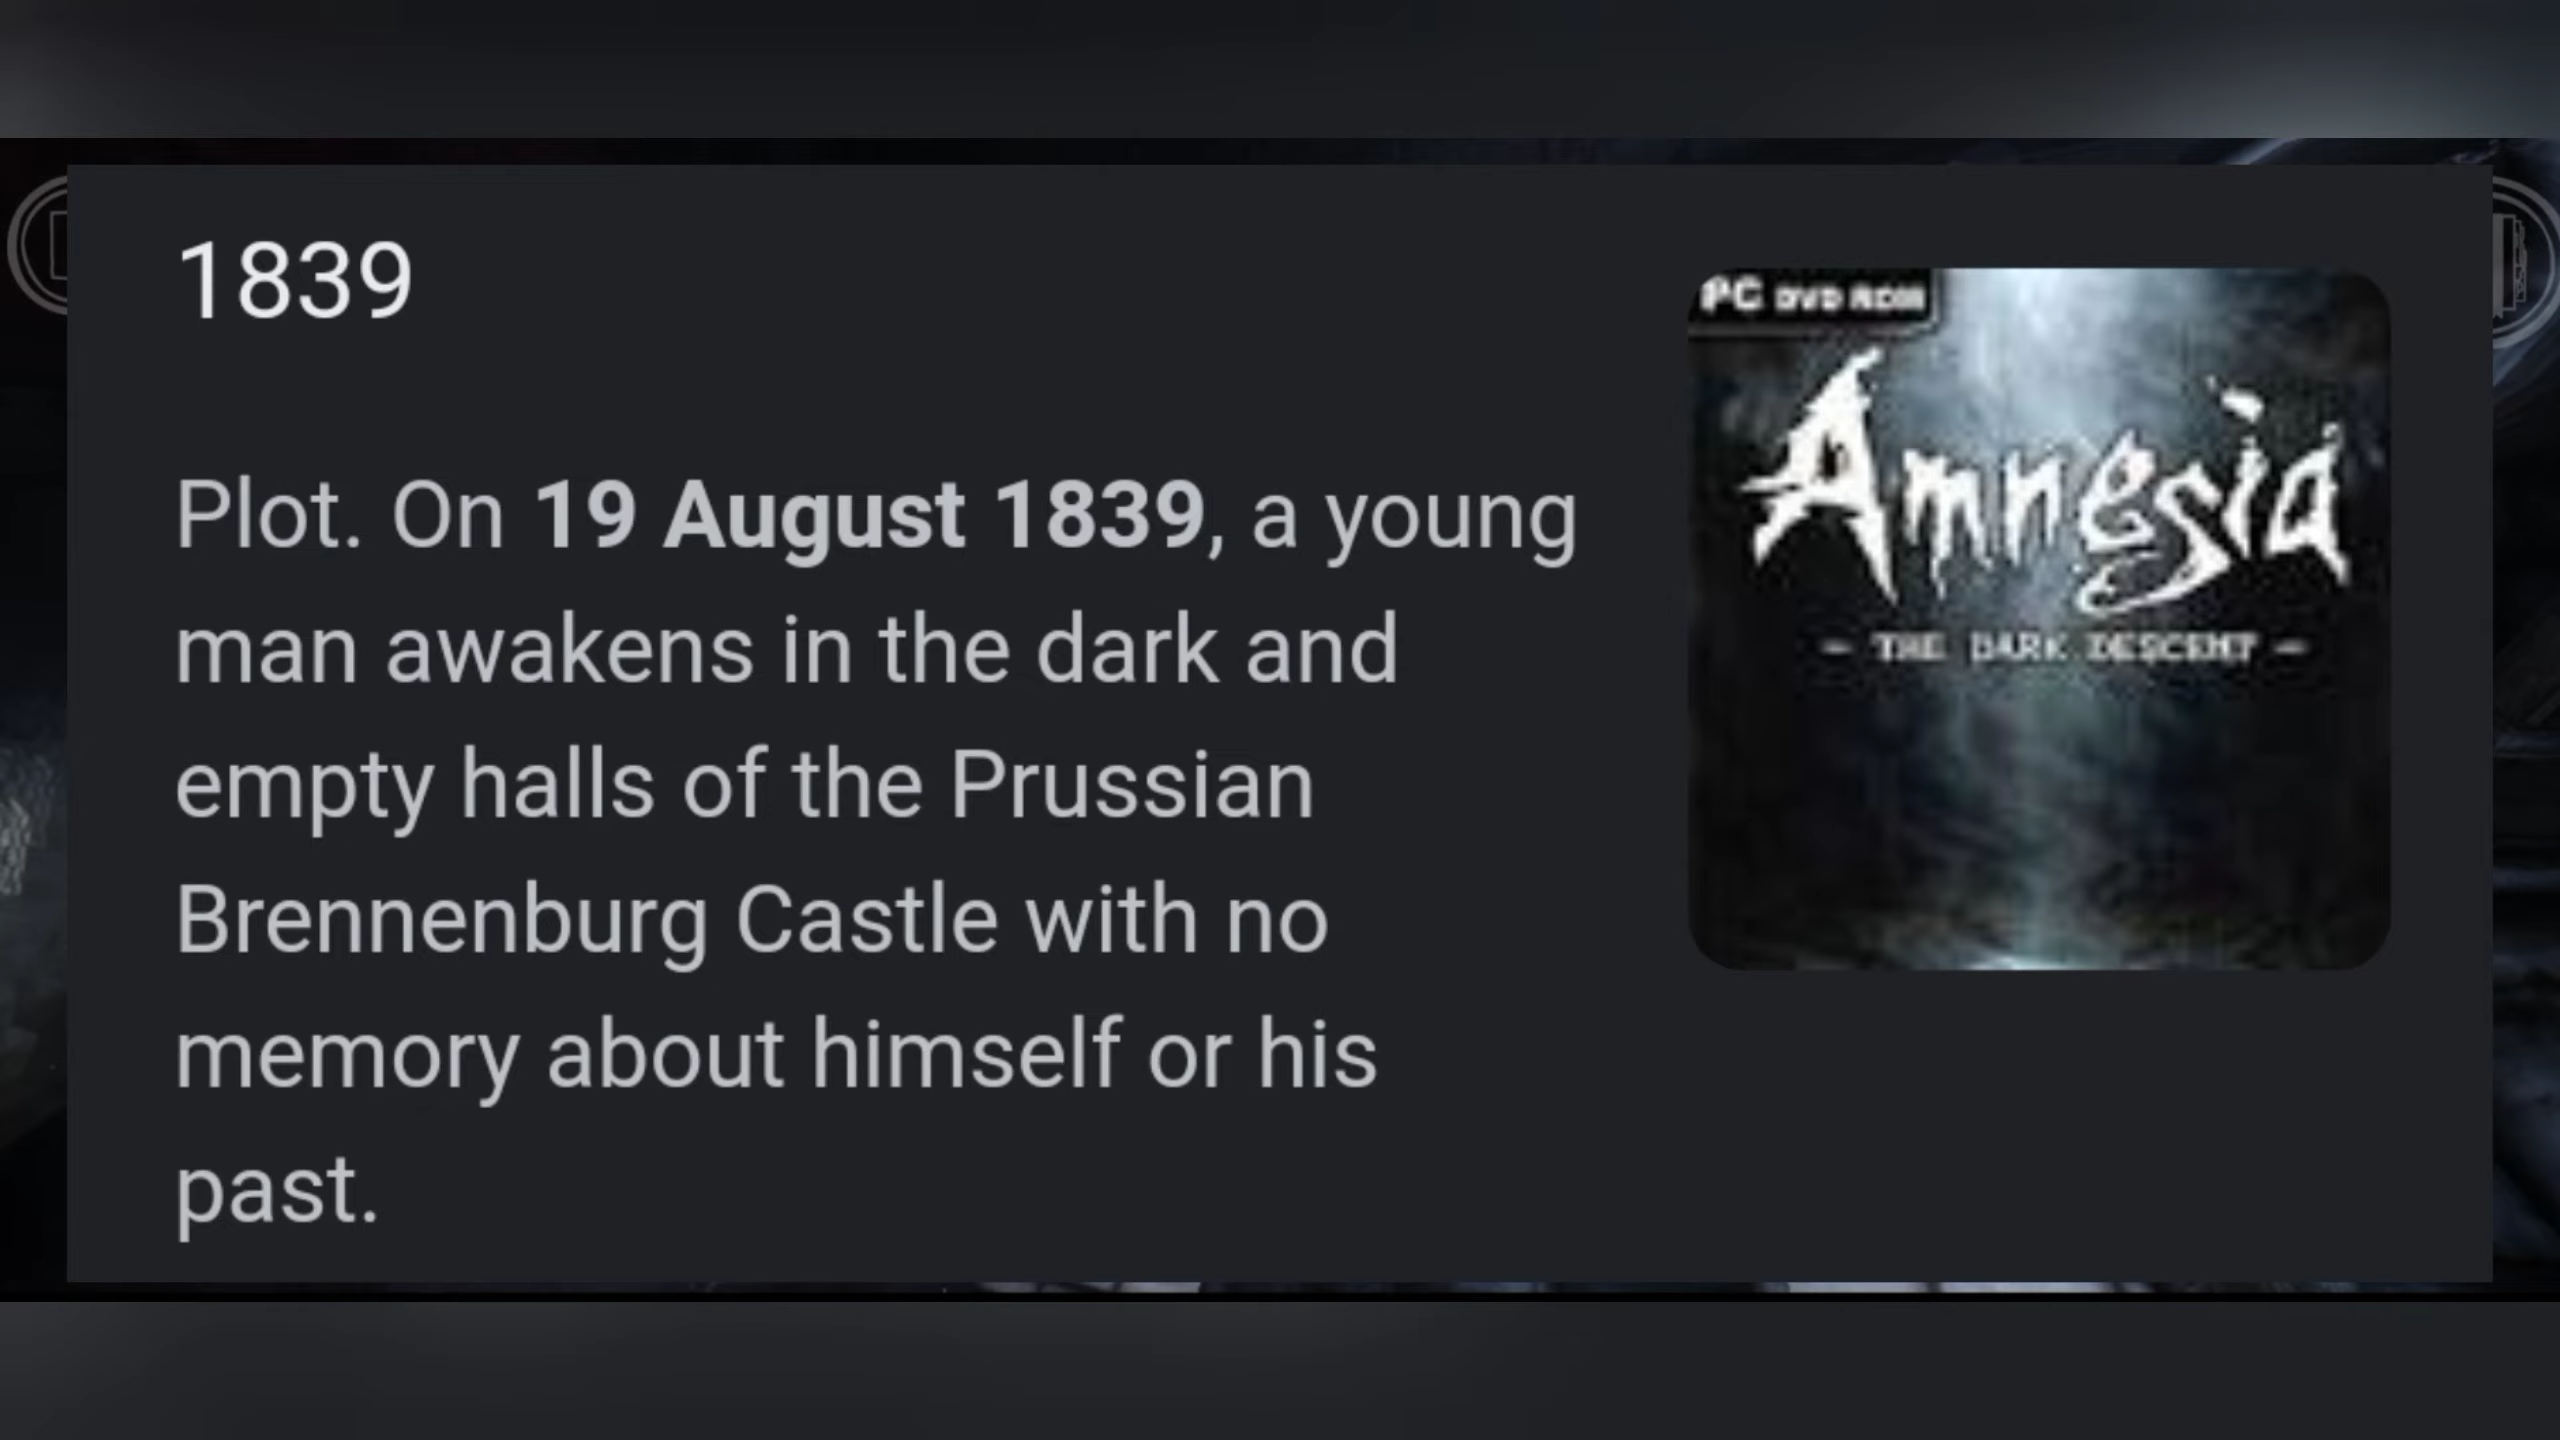 1839
Plot. On 19 August 1839, a young
man awakens in the dark and
empty halls of the Prussian
Brennenburg Castle with no
memory about himself or his
past.
PC DVD ROM
Amnesia
– THE DARK DESCENT –